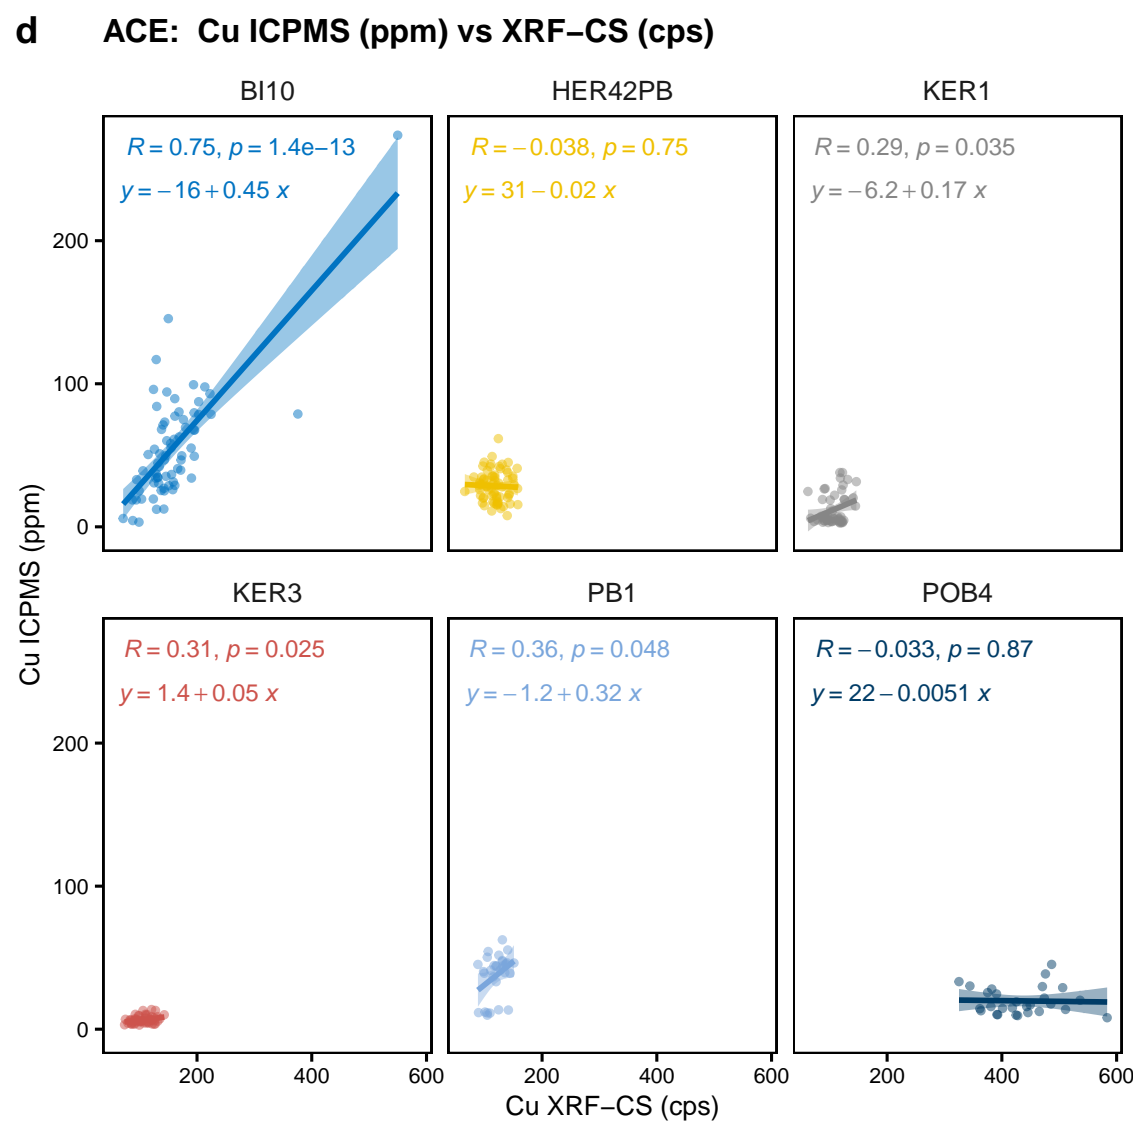 d ACE: Cu ICPMS (ppm) vs XRF−CS (cps)
BI10 HER42PB KER1
R = 0.75, p = 1.4e−13 R = −0.038, p = 0.75 R = 0.29, p = 0.035
y = −16 + 0.45 x y = 31 − 0.02 x y = −6.2 + 0.17 x
200
100
0
Cu ICPMS (ppm)
KER3 PB1 POB4
R = 0.31, p = 0.025 R = 0.36, p = 0.048 R = −0.033, p = 0.87
y = 1.4 + 0.05 x y = −1.2 + 0.32 x y = 22 − 0.0051 x
200
100
0
200 400 600 200 400 600 200 400 600
Cu XRF−CS (cps)